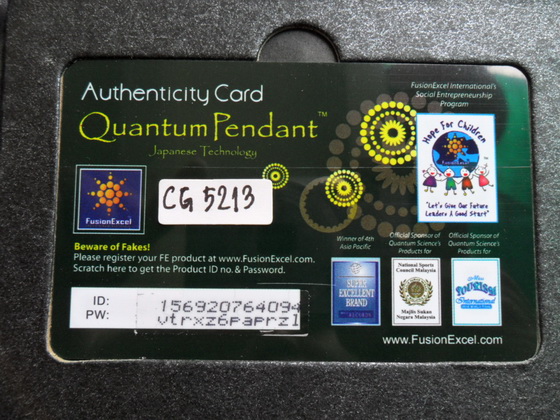 Authenticity Card
Quantum Pendant™
Japanese Technology
FusionExcel
CG 5213
Beware of Fakes!
Please register your FE product at www.FusionExcel.com.
Scratch here to get the Product ID no.& Password.
ID: 156920764094
PW: vtrxz6paprzl
FusionExcel International's
Social Entrepreneurship
Program
Hope For Children
"Let's Give Our Future
Leaders A Good Start"
Winner of 4th
Asia Pacific
SUPER
EXCELLENT
BRAND
Official Sponsor of
Quantum Science's
Products for
National Sports
Council Malaysia
Majlis Sukan
Negara Malaysia
Official Sponsor of
Quantum Science's
Products for
International
www.FusionExcel.com